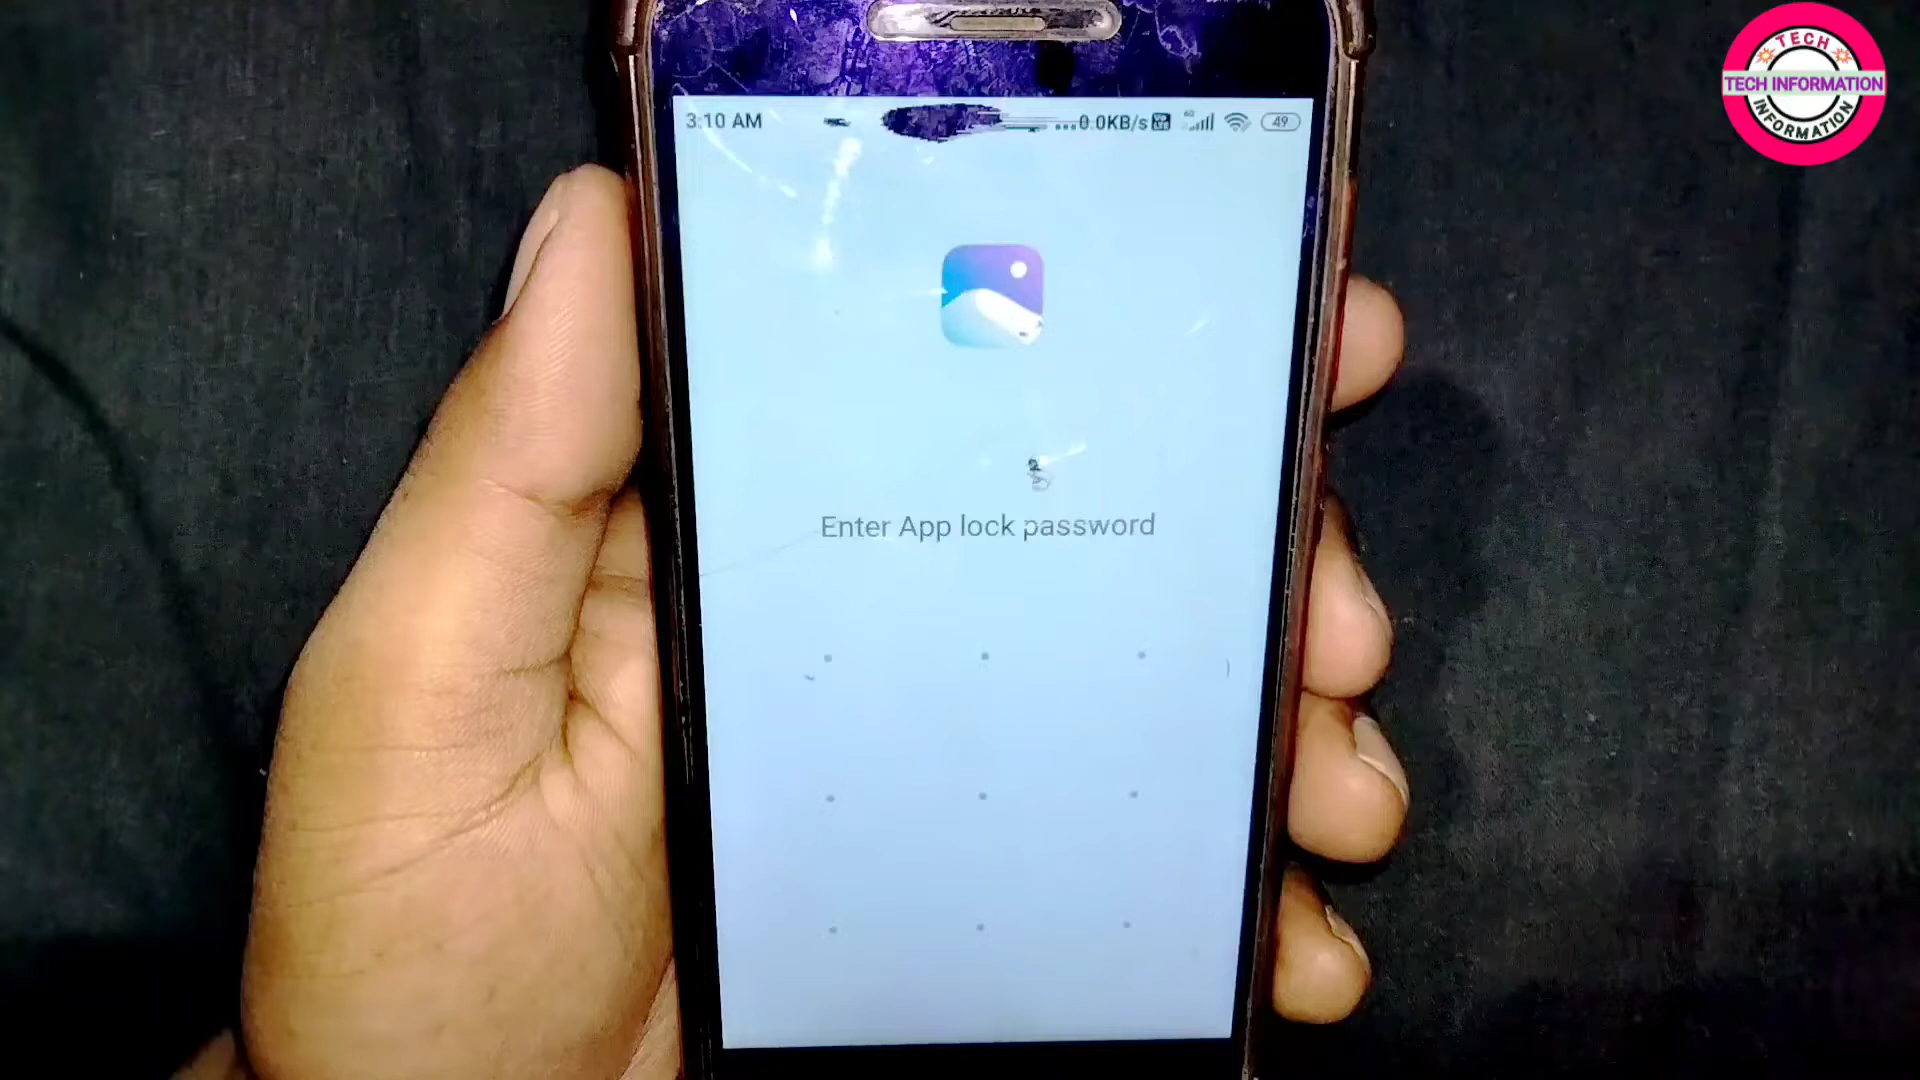 TECH
TECH INFORMATION
INFORMATION
3:10 AM
...0.0KB/s
49
Enter App lock password